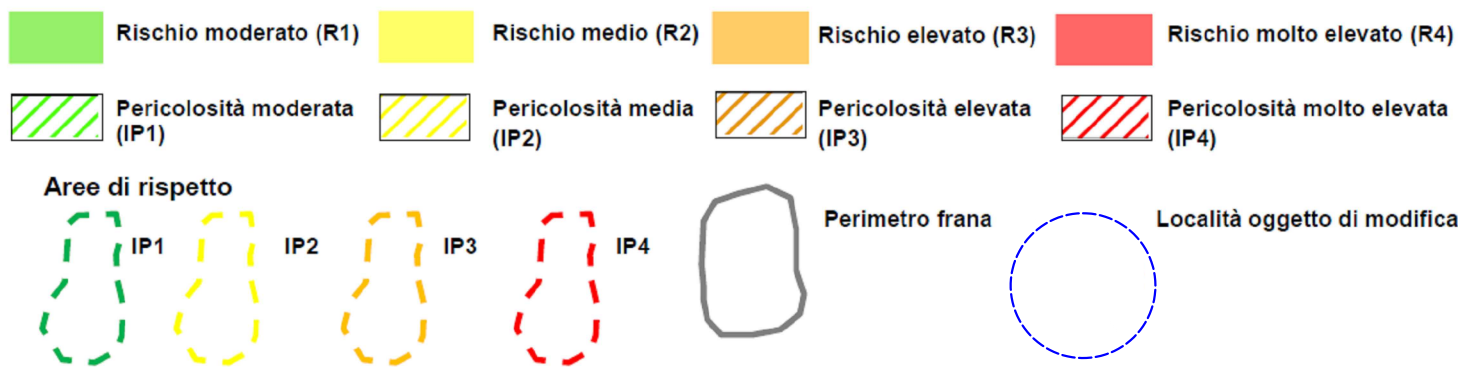 Rischio moderato (R1)
Rischio medio (R2)
Rischio elevato (R3)
Rischio molto elevato (R4)
Pericolosità moderata
(IP1)
Pericolosità media
(IP2)
Pericolosità elevata
(IP3)
Pericolosità molto elevata
(IP4)
Aree di rispetto
IP1
IP2
IP3
IP4
Perimetro frana
Località oggetto di modifica